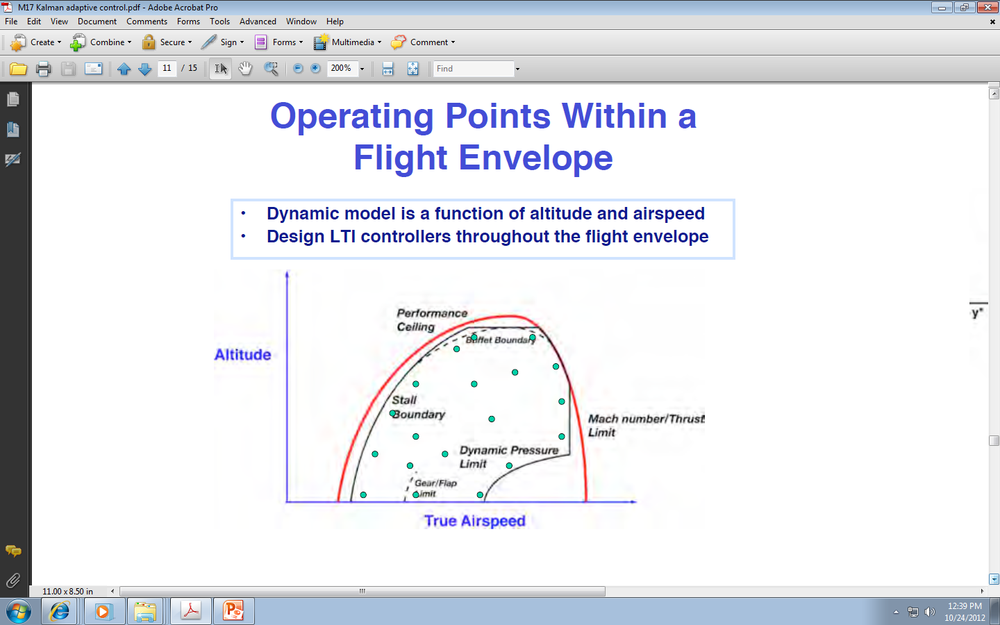 M17 Kalman adaptive control.pdf - Adobe Acrobat Pro
File Edit View Document Comments Forms Tools Advanced Window Help
Create Combine Secure Sign Forms Multimedia Comment
11 / 15 200% Find
Operating Points Within a
Flight Envelope
• Dynamic model is a function of altitude and airspeed
• Design LTI controllers throughout the flight envelope
y*
Performance
Ceiling
Buffet Boundary
Altitude
Stall
Boundary
Mach number/Thrust
Limit
Dynamic Pressure
Limit
Gear/Flap
Limit
True Airspeed
11.00 x 8.50 in
12:39 PM
10/24/2012